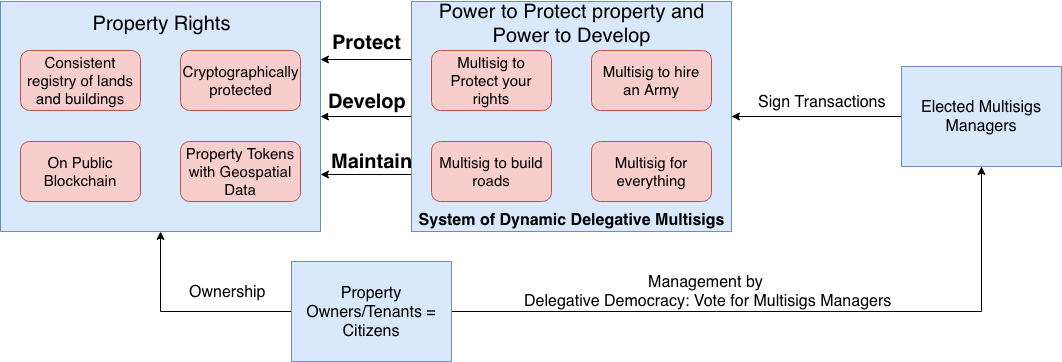 Property Rights
Consistent
registry of lands
and buildings
Cryptographically
protected
On Public
Blockchain
Property Tokens
with Geospatial
Data
Protect
Develop
Maintain
Power to Protect property and
Power to Develop
Multisig to
Protect your
rights
Multisig to hire
an Army
Multisig to build
roads
Multisig for
everything
System of Dynamic Delegative Multisigs
Sign Transactions
Elected Multisigs
Managers
Ownership
Property
Owners/Tenants =
Citizens
Management by
Delegative Democracy: Vote for Multisigs Managers